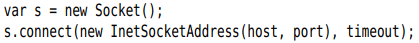 var s = new Socket();
s.connect(new InetSocketAddress(host, port), timeout);